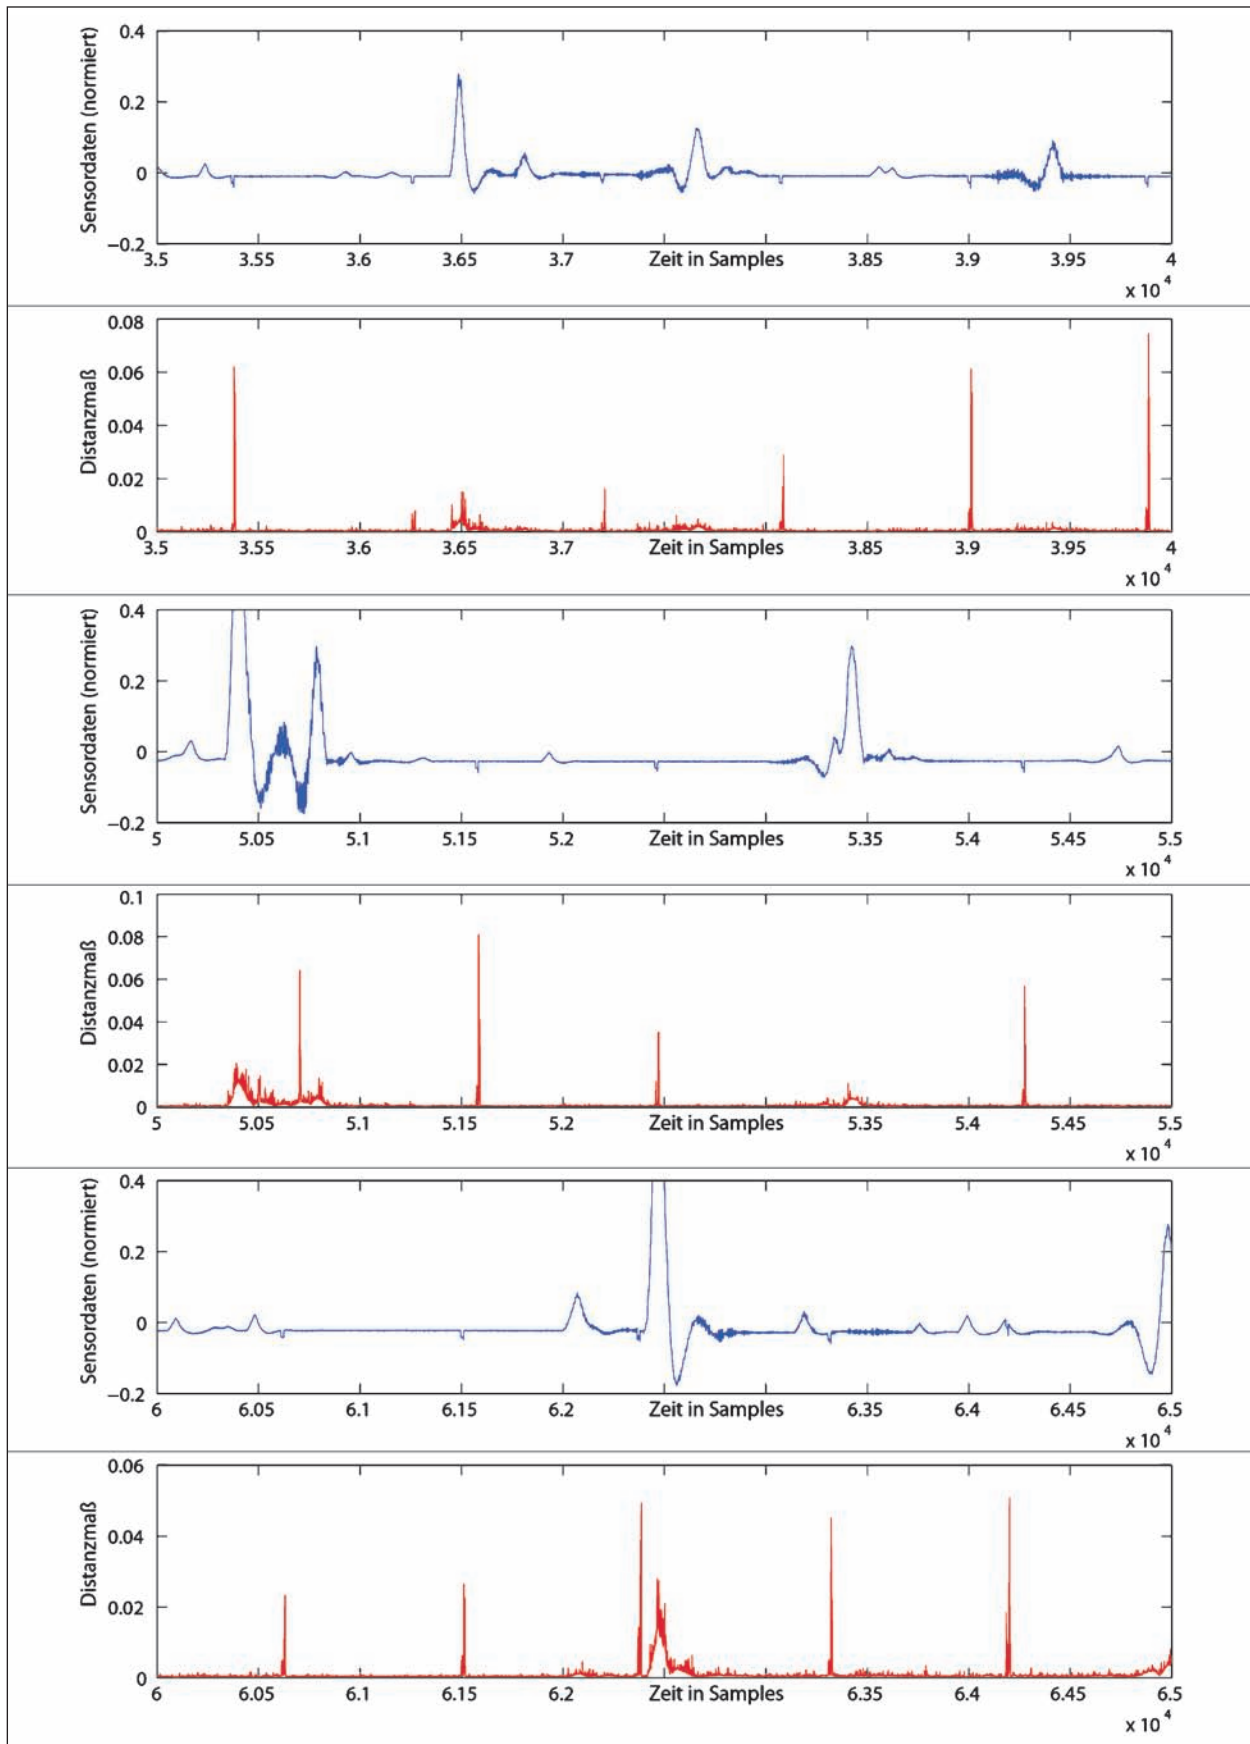 Sensordaten (normiert)
0.4
0.2
0
−0.2
3.5 3.55 3.6 3.65 3.7 Zeit in Samples 3.85 3.9 3.95 4
x 10 4
Distanzmaß
0.08
0.06
0.04
0.02
0
3.5 3.55 3.6 3.65 3.7 Zeit in Samples 3.85 3.9 3.95 4
x 10 4
Sensordaten (normiert)
0.4
0.2
0
−0.2
5 5.05 5.1 5.15 5.2 Zeit in Samples 5.35 5.4 5.45 5.5
x 10 4
Distanzmaß
0.1
0.08
0.06
0.04
0.02
0
5 5.05 5.1 5.15 5.2 Zeit in Samples 5.35 5.4 5.45 5.5
x 10 4
Sensordaten (normiert)
0.4
0.2
0
−0.2
6 6.05 6.1 6.15 6.2 Zeit in Samples 6.35 6.4 6.45 6.5
x 10 4
Distanzmaß
0.06
0.04
0.02
0
6 6.05 6.1 6.15 6.2 Zeit in Samples 6.35 6.4 6.45 6.5
x 10 4